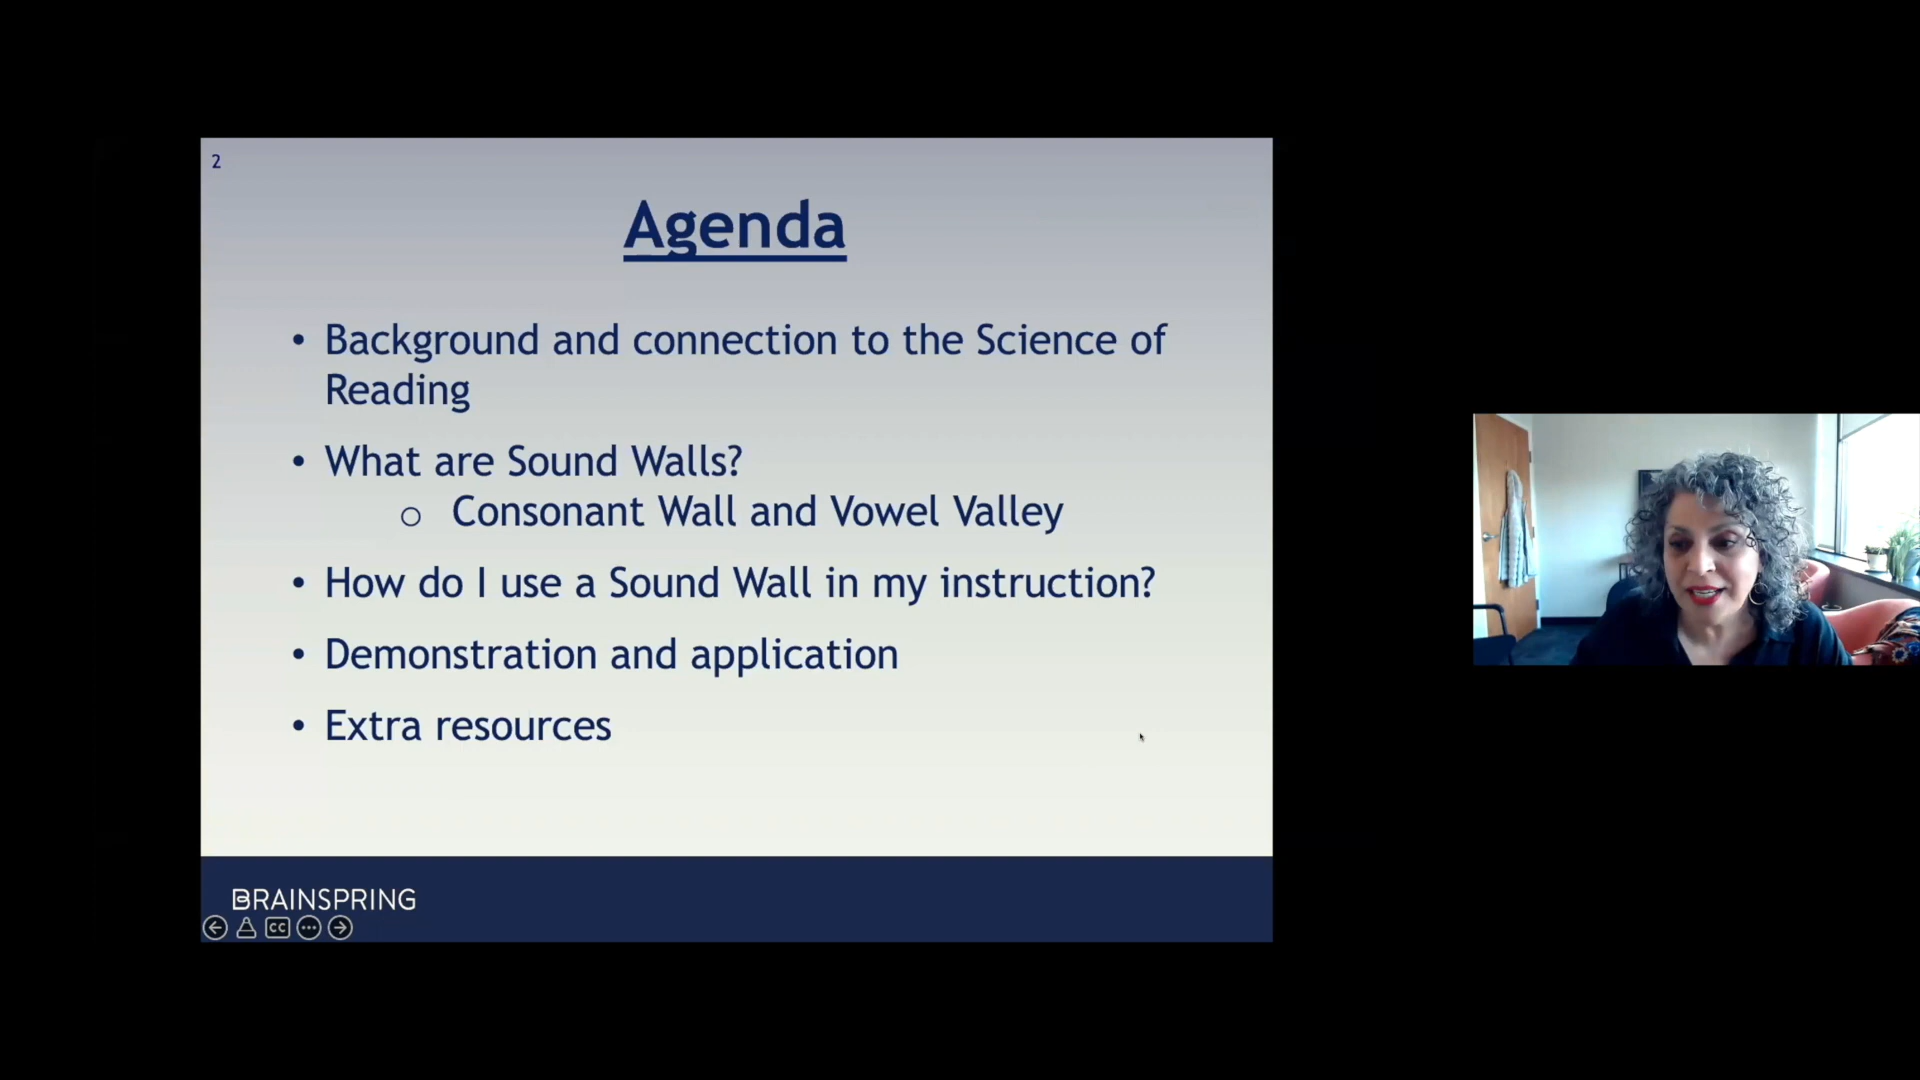 2
Agenda
• Background and connection to the Science of
Reading
• What are Sound Walls?
o Consonant Wall and Vowel Valley
• How do I use a Sound Wall in my instruction?
• Demonstration and application
• Extra resources
BRAINSPRING
CC